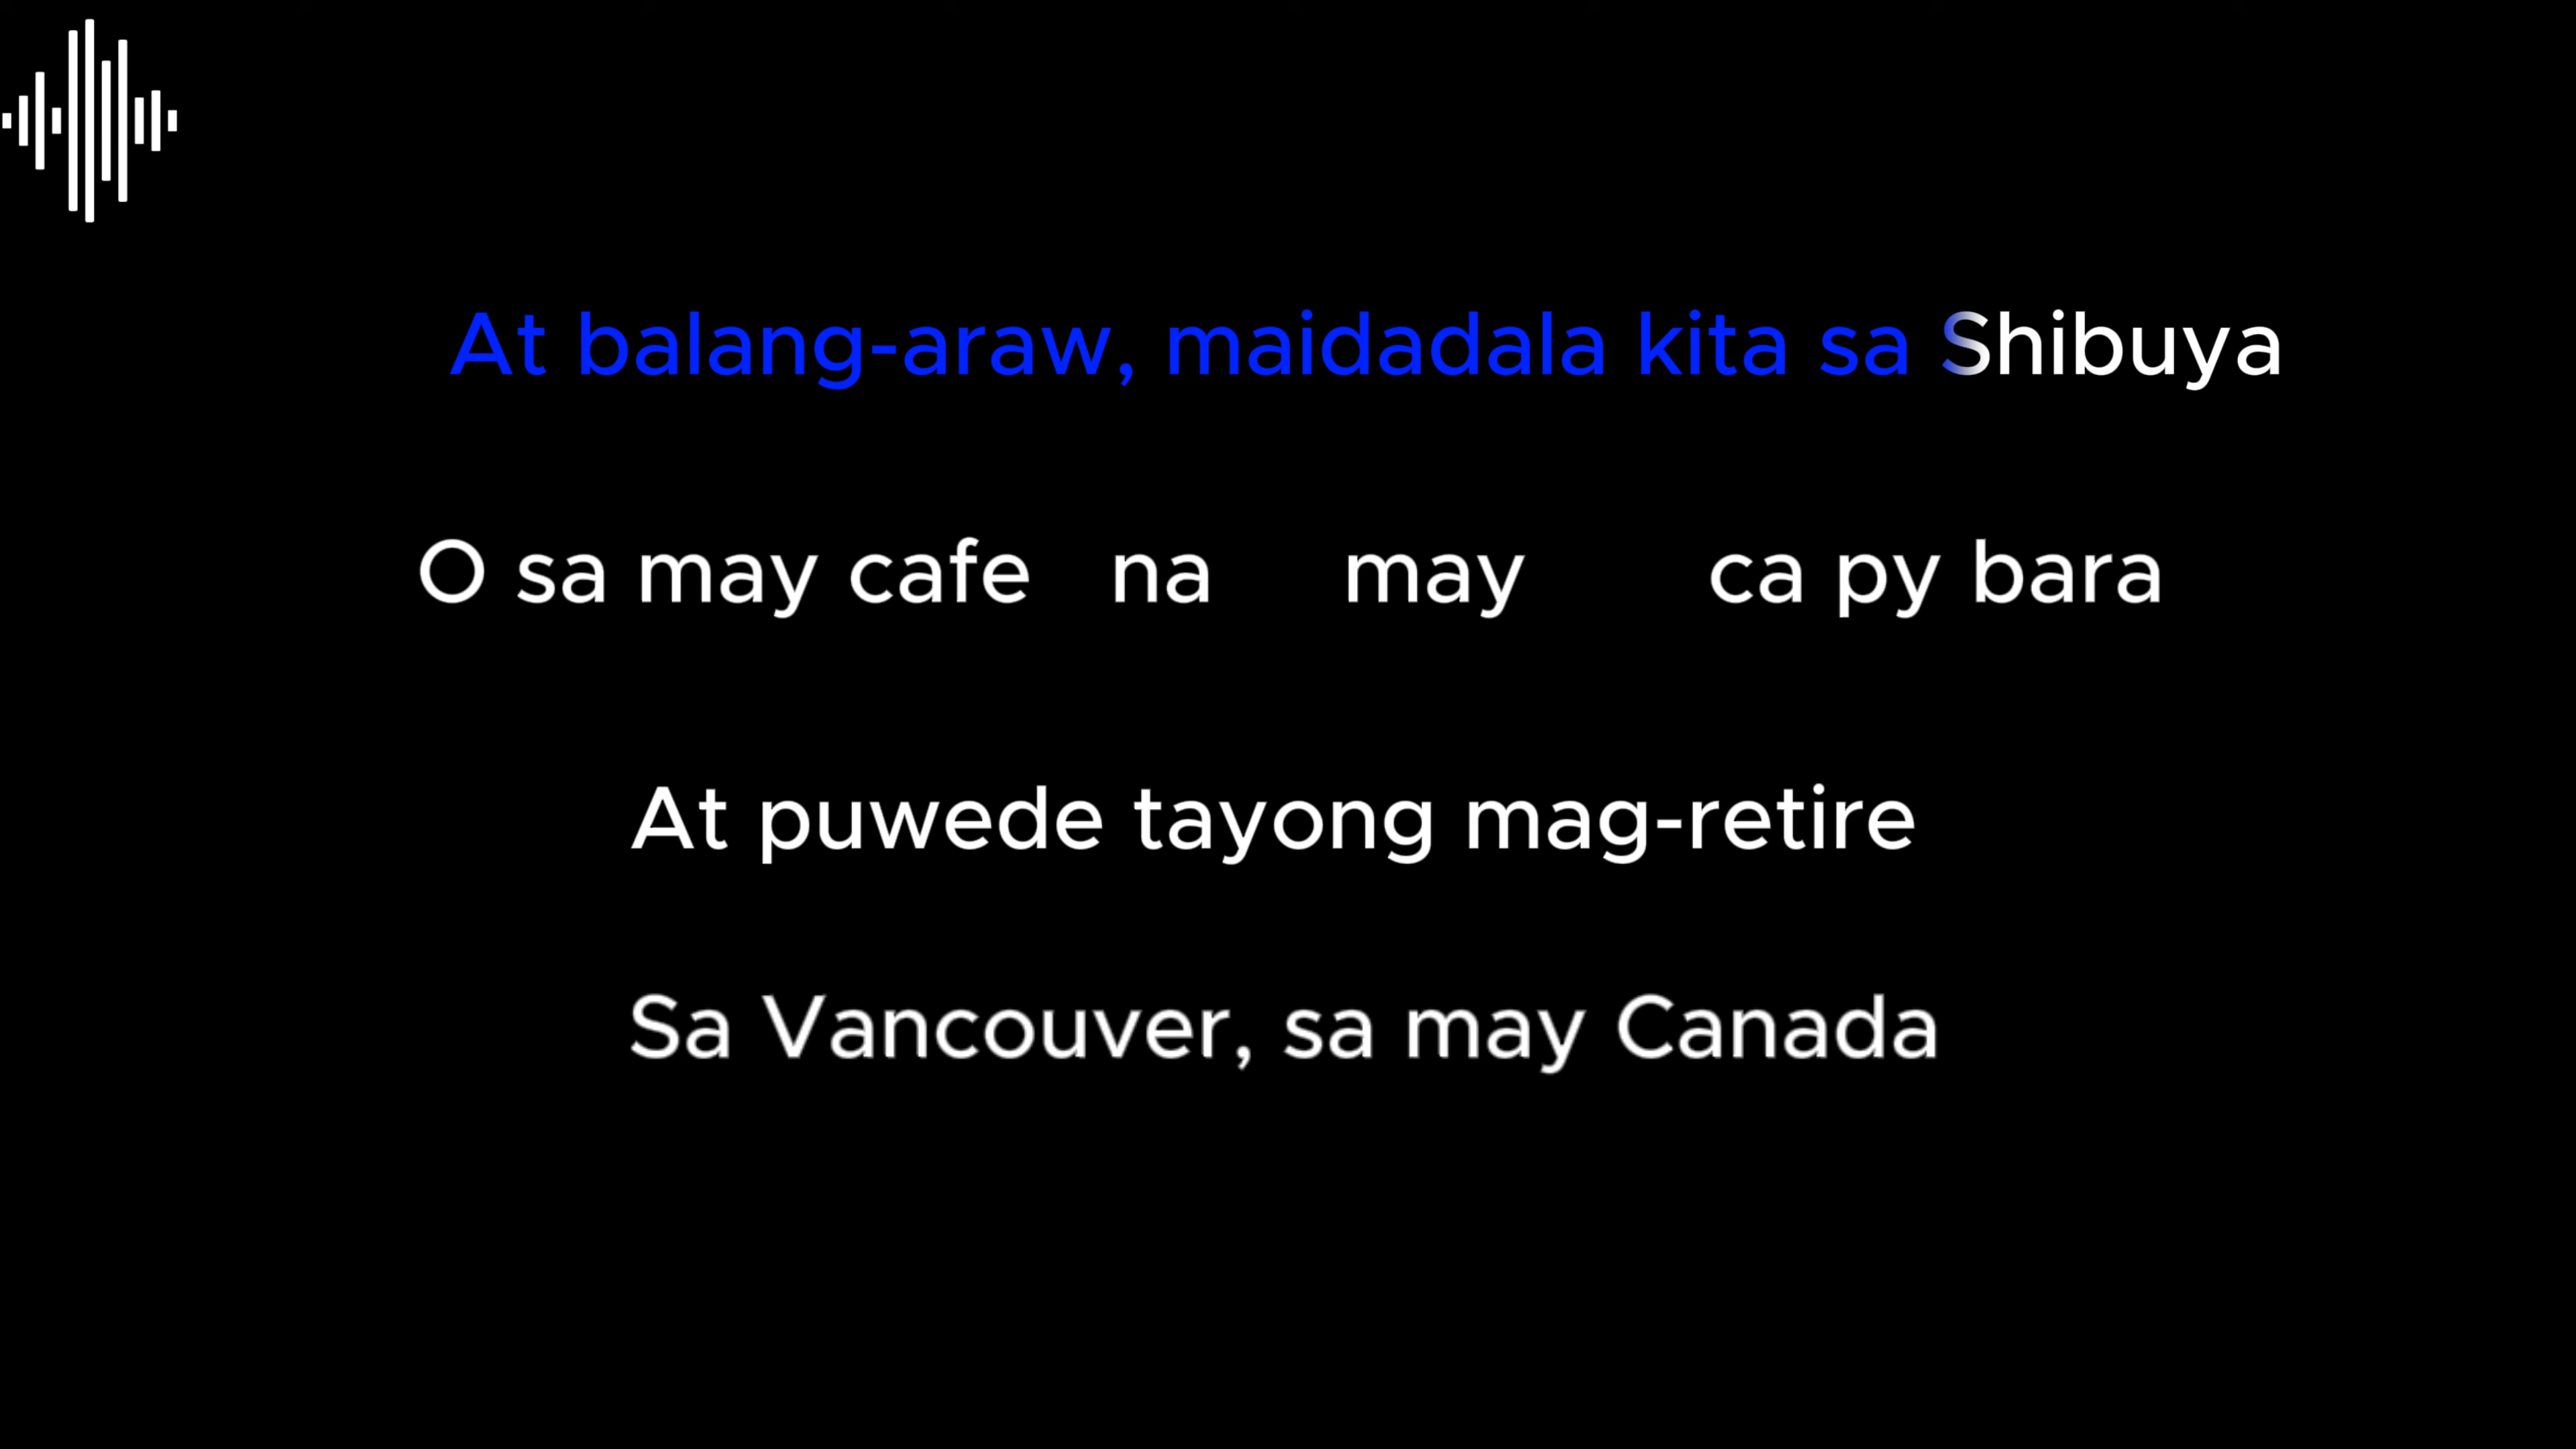 At balang-araw, maidadala kita sa Shibuya
O sa may cafe na may ca py bara
At puwede tayong mag-retire
Sa Vancouver, sa may Canada